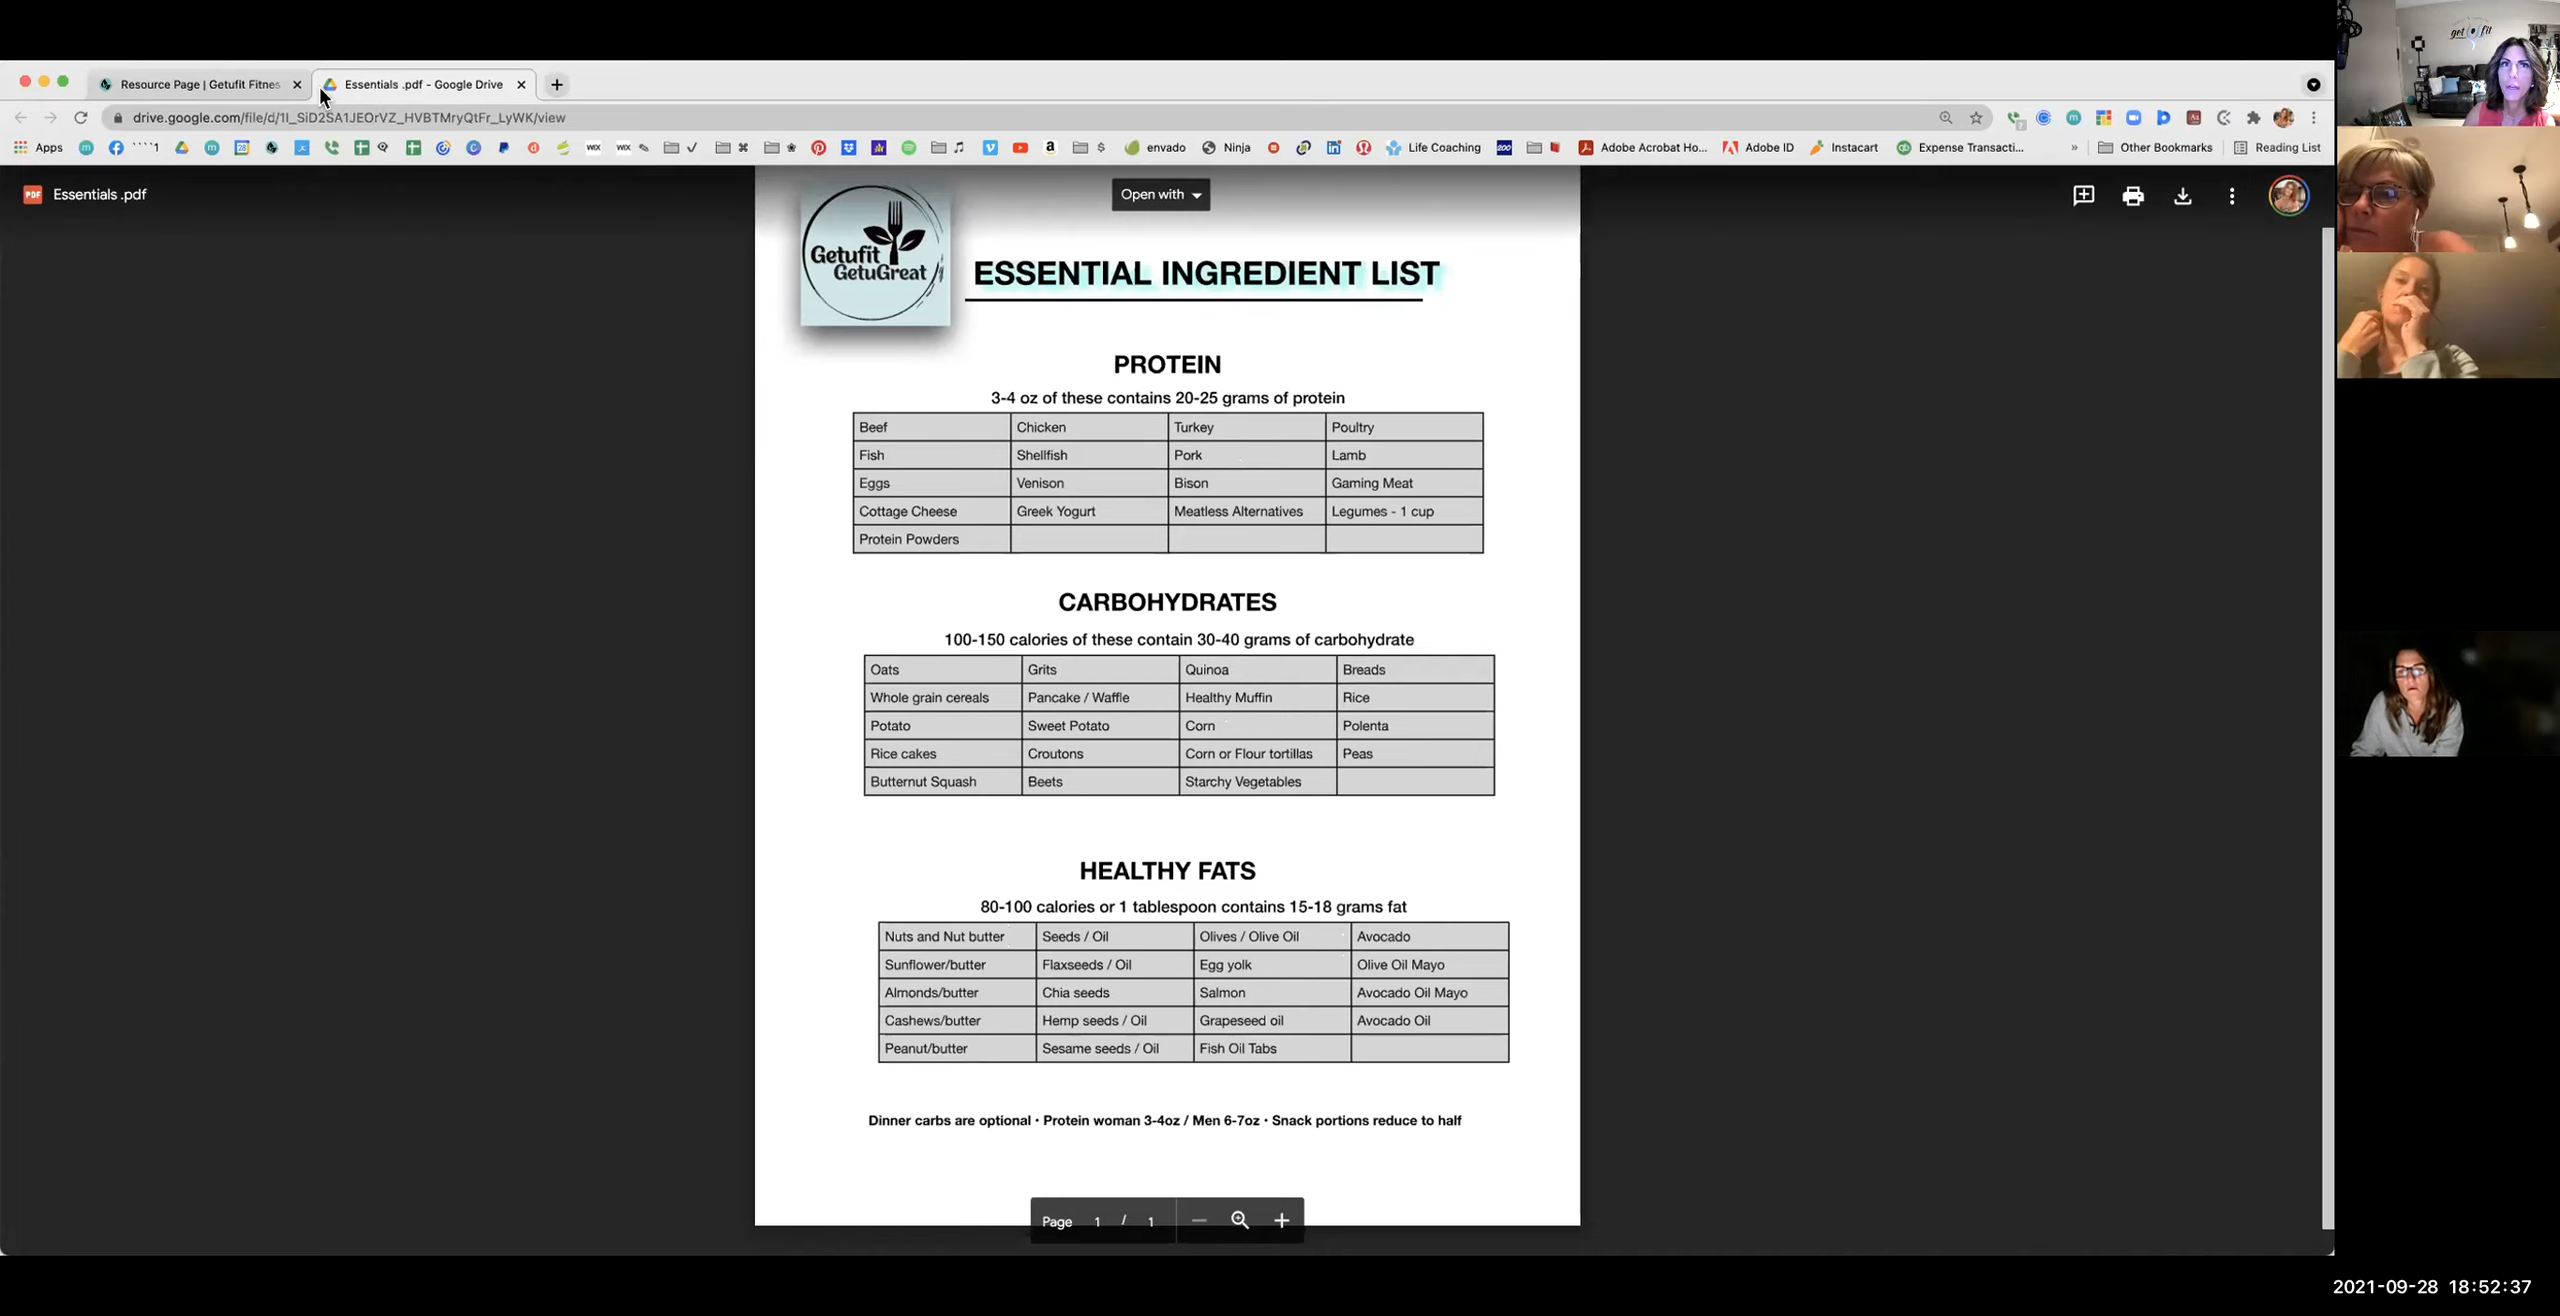 Resource Page | Getufit Fitnes
Essentials .pdf - Google Drive
drive.google.com/file/d/1I_SiD2SA1JEOrVZ_HVBTMryQtFr_LyWK/view
Apps ````1 WIX WIX $ envado Ninja 200 Life Coaching Adobe Acrobat Ho... Adobe ID Instacart Expense Transacti... » Other Bookmarks Reading List
PDF Essentials .pdf
Open with
get fit
Getufit
GetuGreat
ESSENTIAL INGREDIENT LIST
PROTEIN
3-4 oz of these contains 20-25 grams of protein
Beef Chicken Turkey Poultry
Fish Shellfish Pork Lamb
Eggs Venison Bison Gaming Meat
Cottage Cheese Greek Yogurt Meatless Alternatives Legumes - 1 cup
Protein Powders
CARBOHYDRATES
100-150 calories of these contain 30-40 grams of carbohydrate
Oats Grits Quinoa Breads
Whole grain cereals Pancake / Waffle Healthy Muffin Rice
Potato Sweet Potato Corn Polenta
Rice cakes Croutons Corn or Flour tortillas Peas
Butternut Squash Beets Starchy Vegetables
HEALTHY FATS
80-100 calories or 1 tablespoon contains 15-18 grams fat
Nuts and Nut butter Seeds / Oil Olives / Olive Oil Avocado
Sunflower/butter Flaxseeds / Oil Egg yolk Olive Oil Mayo
Almonds/butter Chia seeds Salmon Avocado Oil Mayo
Cashews/butter Hemp seeds / Oil Grapeseed oil Avocado Oil
Peanut/butter Sesame seeds / Oil Fish Oil Tabs
Dinner carbs are optional · Protein woman 3-4oz / Men 6-7oz · Snack portions reduce to half
Page 1 / 1
2021-09-28 18:52:37